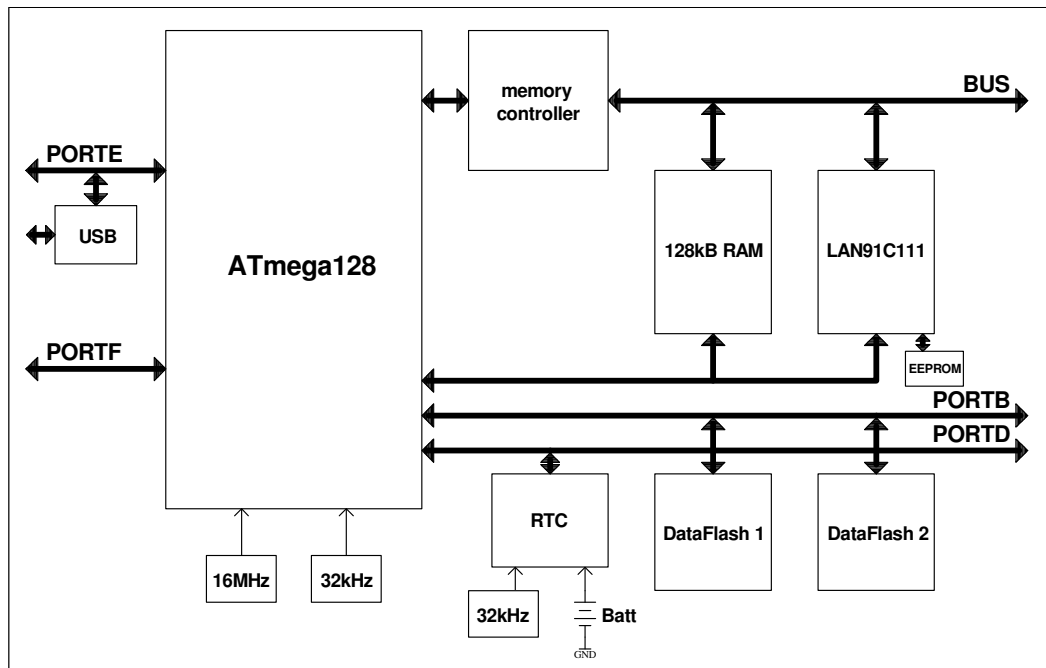 memory
controller
BUS
PORTE
USB
ATmega128
128kB RAM
LAN91C111
PORTF
EEPROM
PORTB
PORTD
RTC
DataFlash 1
DataFlash 2
16MHz
32kHz
32kHz
Batt
GND